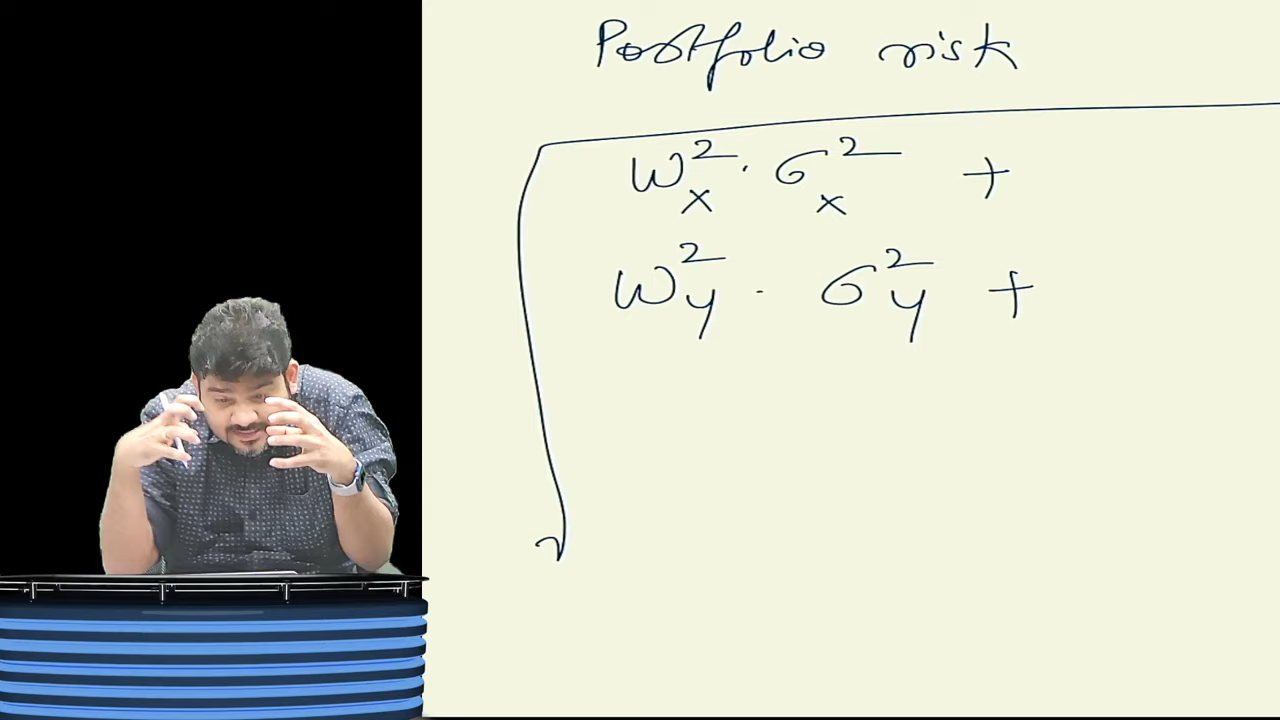 Portfolio risk
√ W²x · σ²x +
W²y · σ²y +